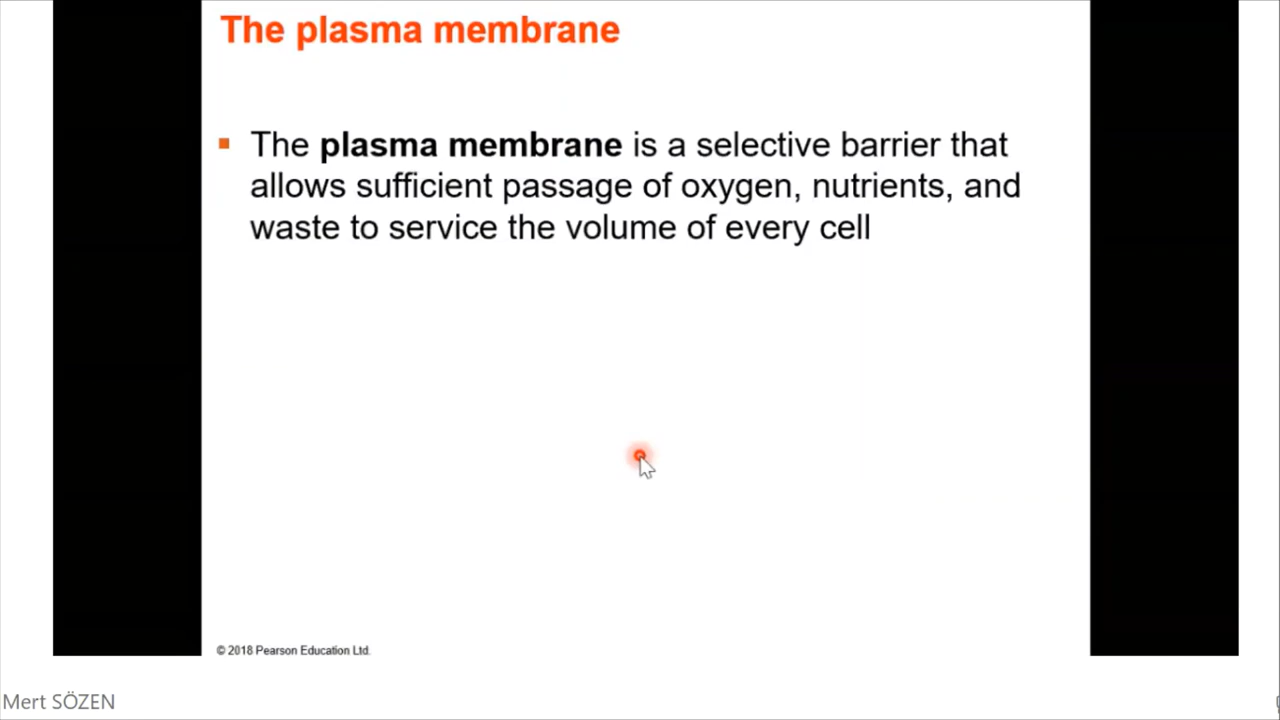 The plasma membrane
The plasma membrane is a selective barrier that
allows sufficient passage of oxygen, nutrients, and
waste to service the volume of every cell
© 2018 Pearson Education Ltd.
Mert SÖZEN